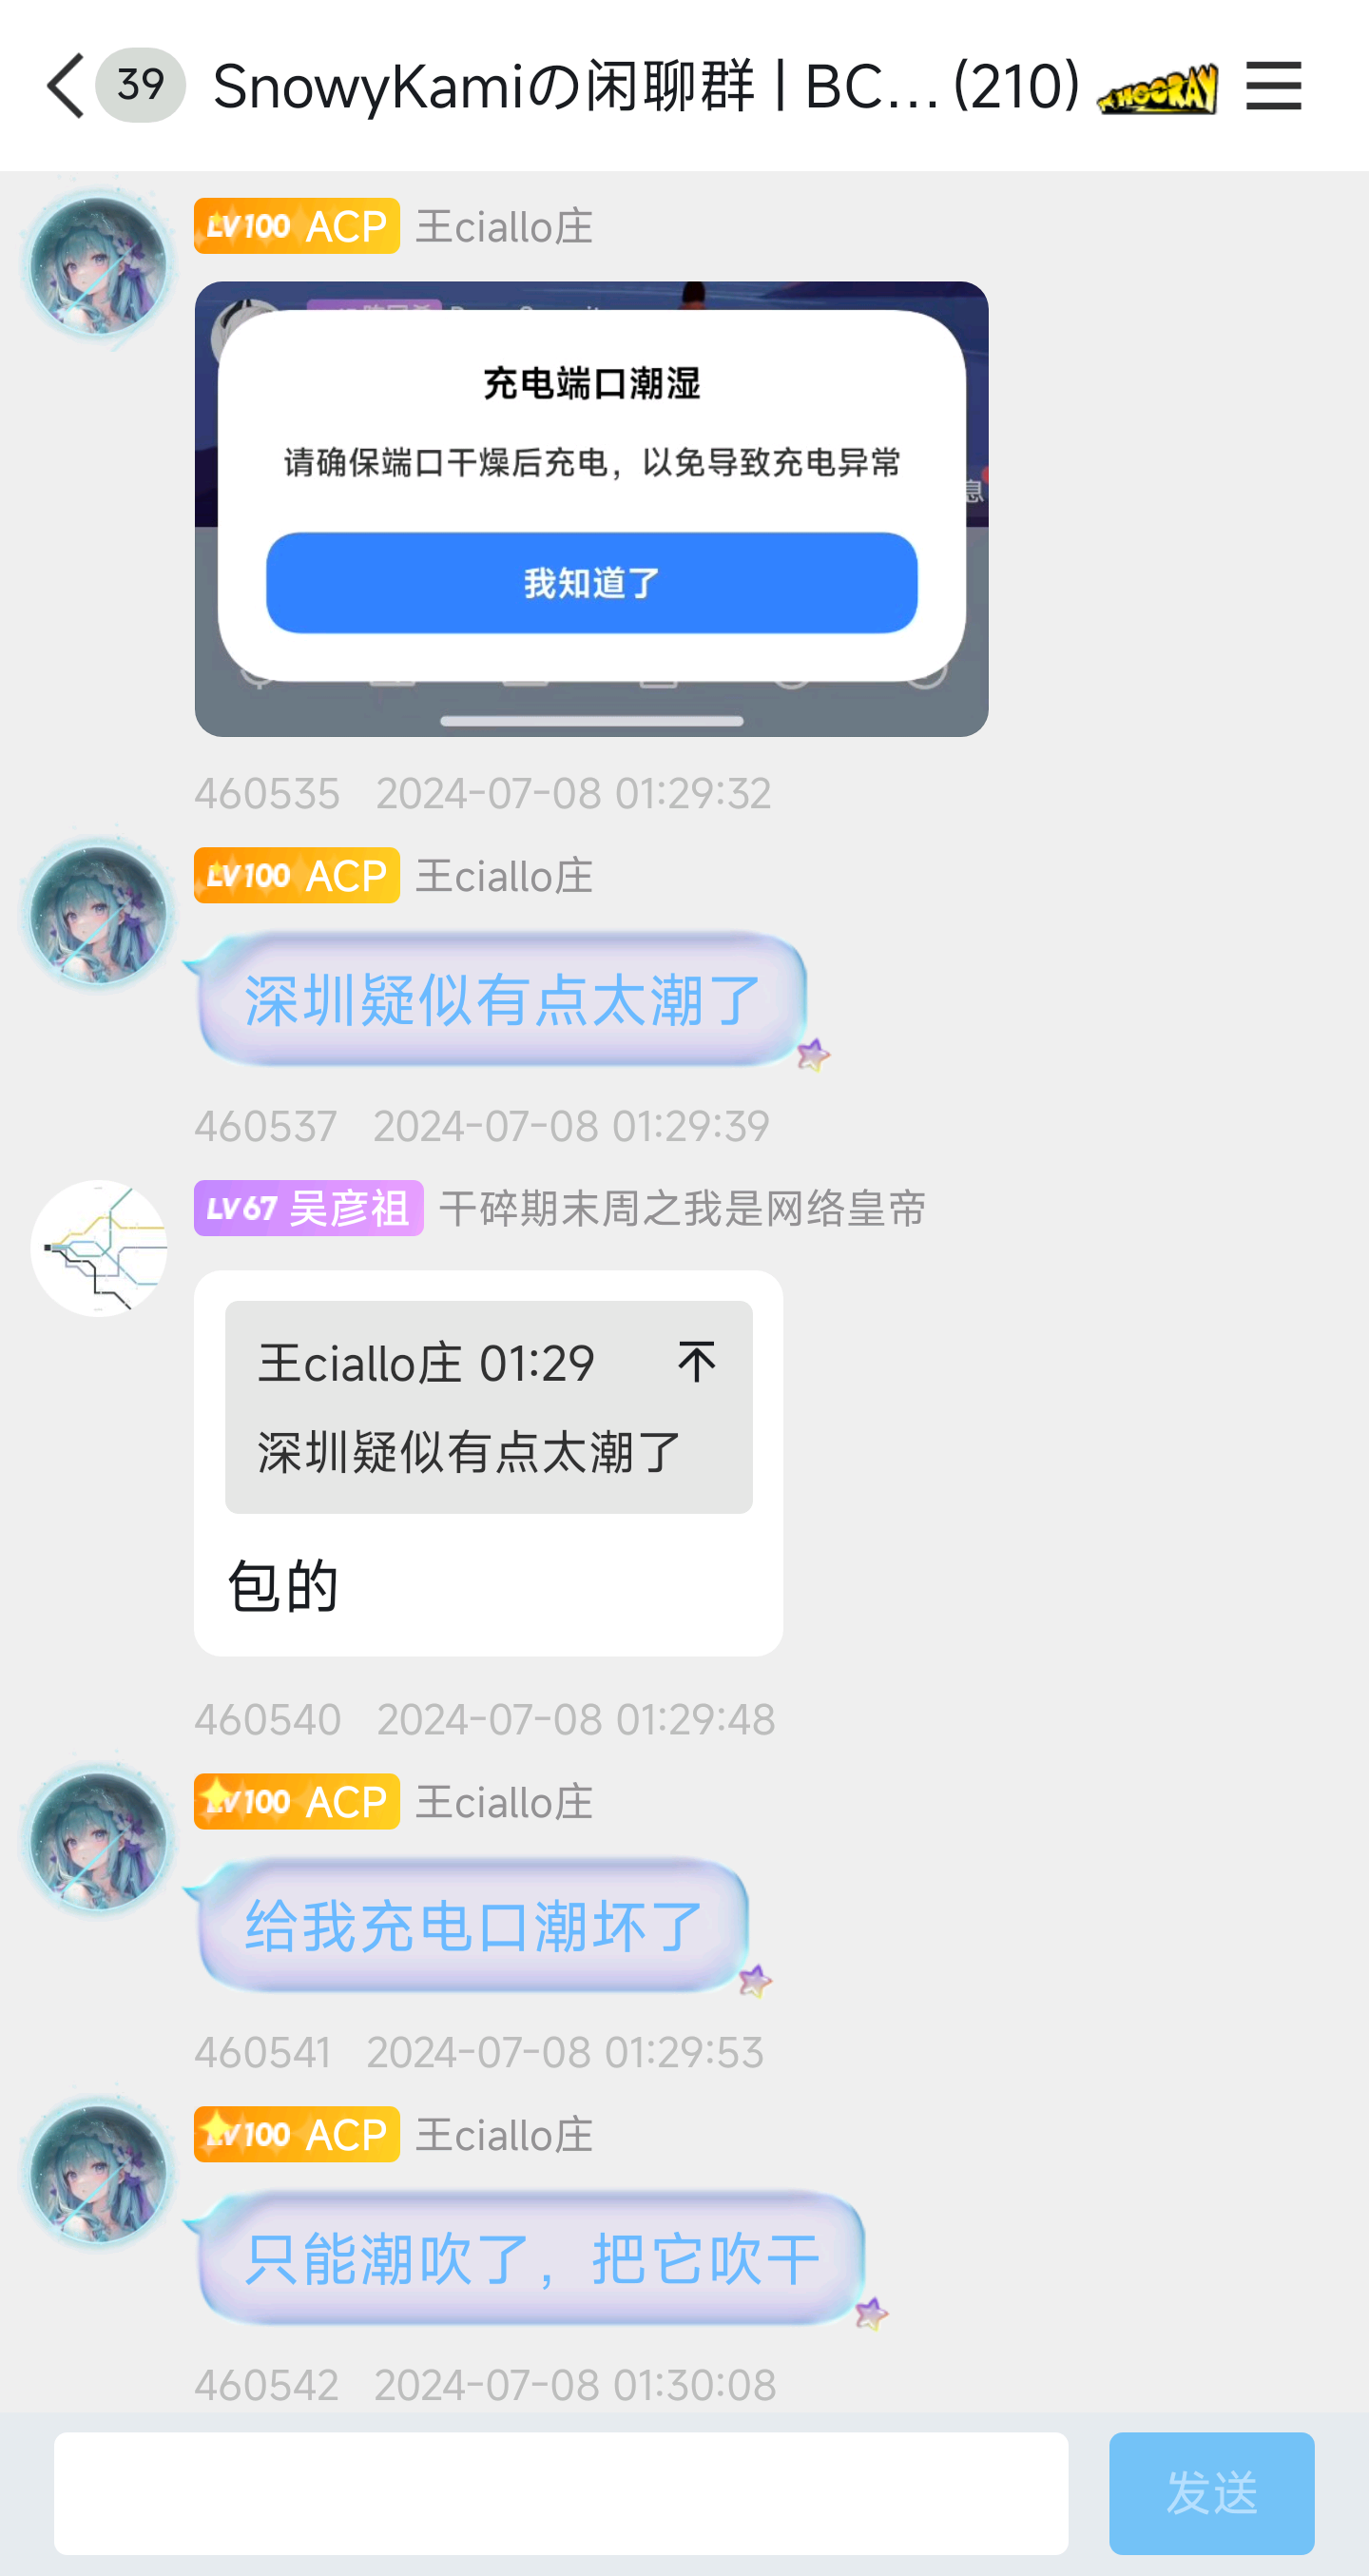 39 SnowyKamiの闲聊群 | BC... (210) HOORAY
LV100 ACP 王ciallo庄
充电端口潮湿
请确保端口干燥后充电，以免导致充电异常
息
我知道了
460535 2024-07-08 01:29:32
LV100 ACP 王ciallo庄
深圳疑似有点太潮了
460537 2024-07-08 01:29:39
LV67 吴彦祖 干碎期末周之我是网络皇帝
王ciallo庄 01:29
深圳疑似有点太潮了
包的
460540 2024-07-08 01:29:48
LV100 ACP 王ciallo庄
给我充电口潮坏了
460541 2024-07-08 01:29:53
LV100 ACP 王ciallo庄
只能潮吹了，把它吹干
460542 2024-07-08 01:30:08
发送